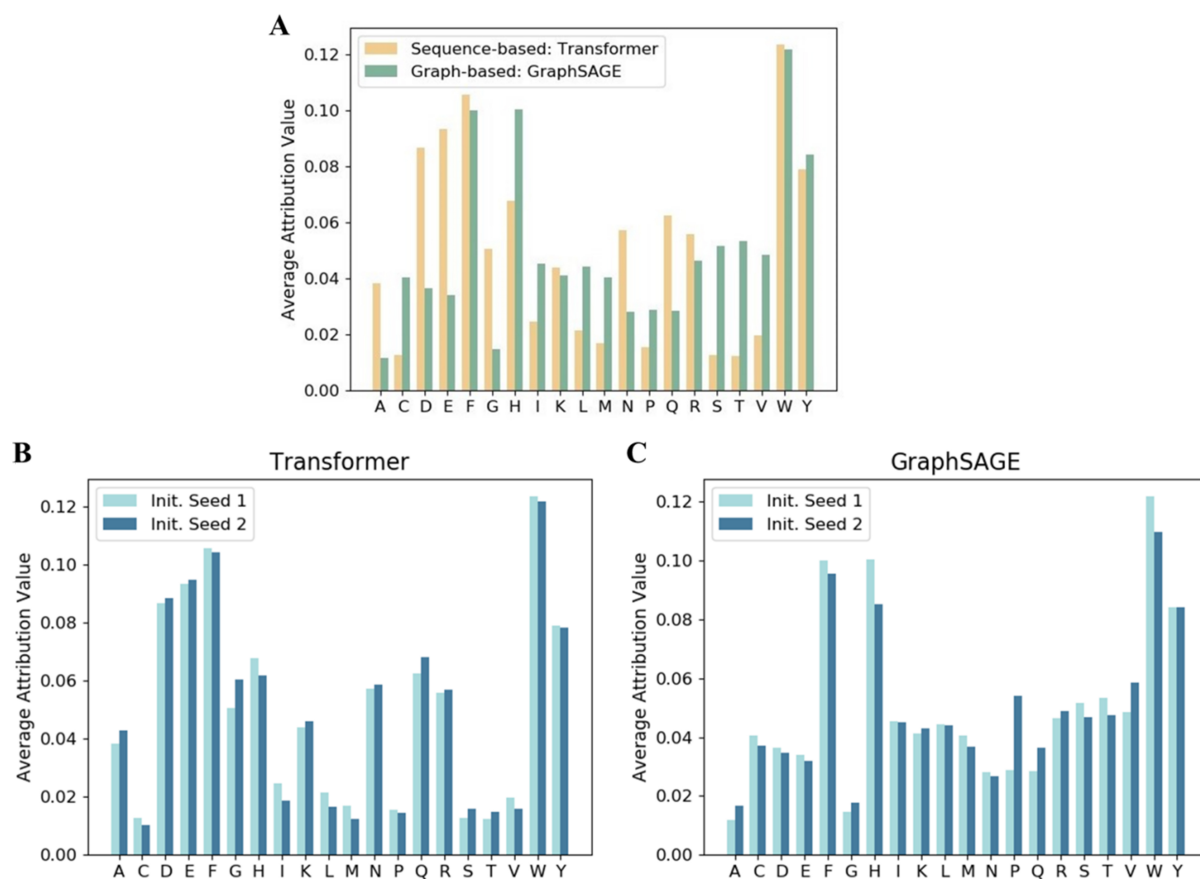 A
Sequence-based: Transformer
Graph-based: GraphSAGE
Average Attribution Value
0.12
0.10
0.08
0.06
0.04
0.02
0.00
A C D E F G H I K L M N P Q R S T V W Y
B
Transformer
Init. Seed 1
Init. Seed 2
Average Attribution Value
0.12
0.10
0.08
0.06
0.04
0.02
0.00
A C D E F G H I K L M N P Q R S T V W Y
C
GraphSAGE
Init. Seed 1
Init. Seed 2
Average Attribution Value
0.12
0.10
0.08
0.06
0.04
0.02
0.00
A C D E F G H I K L M N P Q R S T V W Y